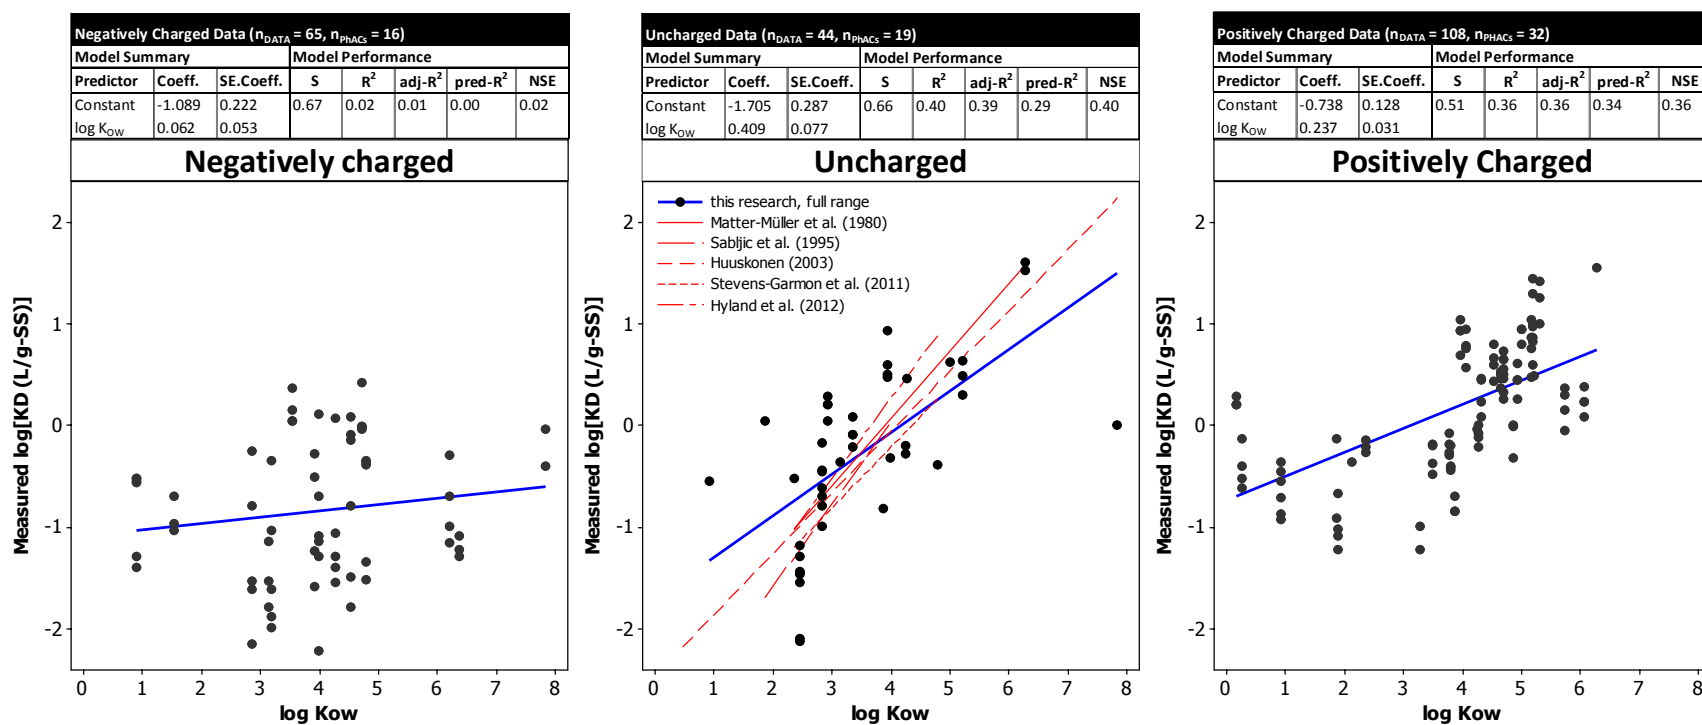 Negatively Charged Data (nDATA = 65, nPhACs = 16)
Model Summary Model Performance
Predictor Coeff. SE.Coeff. S R² adj-R² pred-R² NSE
Constant -1.089 0.222 0.67 0.02 0.01 0.00 0.02
log KOW 0.062 0.053
Negatively charged
2
1
0
-1
-2
Measured log[KD (L/g-SS)]
0 1 2 3 4 5 6 7 8
log Kow
Uncharged Data (nDATA = 44, nPhACs = 19)
Model Summary Model Performance
Predictor Coeff. SE.Coeff. S R² adj-R² pred-R² NSE
Constant -1.705 0.287 0.66 0.40 0.39 0.29 0.40
log KOW 0.409 0.077
Uncharged
this research, full range
Matter-Müller et al. (1980)
Sabljic et al. (1995)
Huuskonen (2003)
Stevens-Garmon et al. (2011)
Hyland et al. (2012)
2
1
0
-1
-2
Measured log[KD (L/g-SS)]
0 1 2 3 4 5 6 7 8
log Kow
Positively Charged Data (nDATA = 108, nPHACs = 32)
Model Summary Model Performance
Predictor Coeff. SE.Coeff. S R² adj-R² pred-R² NSE
Constant -0.738 0.128 0.51 0.36 0.36 0.34 0.36
log KOW 0.237 0.031
Positively Charged
2
1
0
-1
-2
Measured log[KD (L/g-SS)]
0 1 2 3 4 5 6 7 8
log Kow